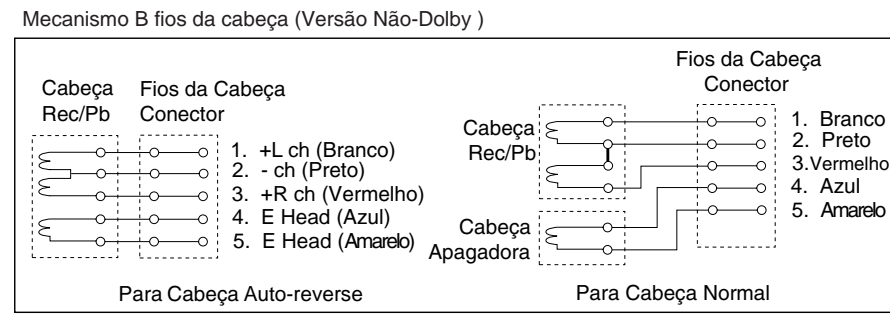 Mecanismo B fios da cabeça (Versão Não-Dolby )
Cabeça
Rec/Pb
Fios da Cabeça
Conector
1. +L ch (Branco)
2. - ch (Preto)
3. +R ch (Vermelho)
4. E Head (Azul)
5. E Head (Amarelo)
Para Cabeça Auto-reverse
Fios da Cabeça
Conector
Cabeça
Rec/Pb
Cabeça
Apagadora
1. Branco
2. Preto
3.Vermelho
4. Azul
5. Amarelo
Para Cabeça Normal